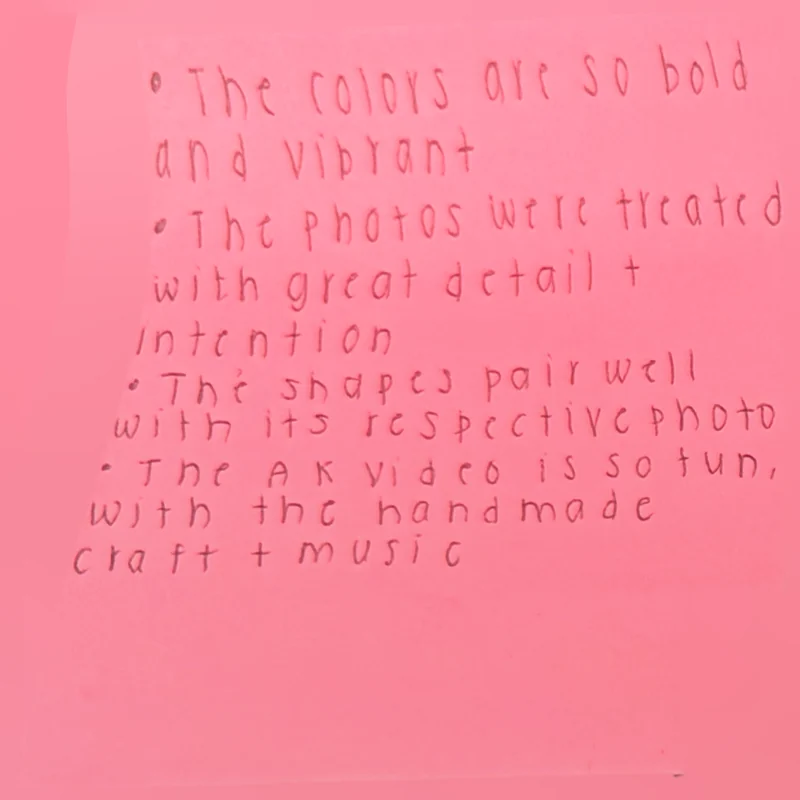 • The colors are so bold
and vibrant
• The photos were treated
with great detail +
intention
• The shapes pair well
with its respective photo
• The AK video is so fun,
with the handmade
craft + music